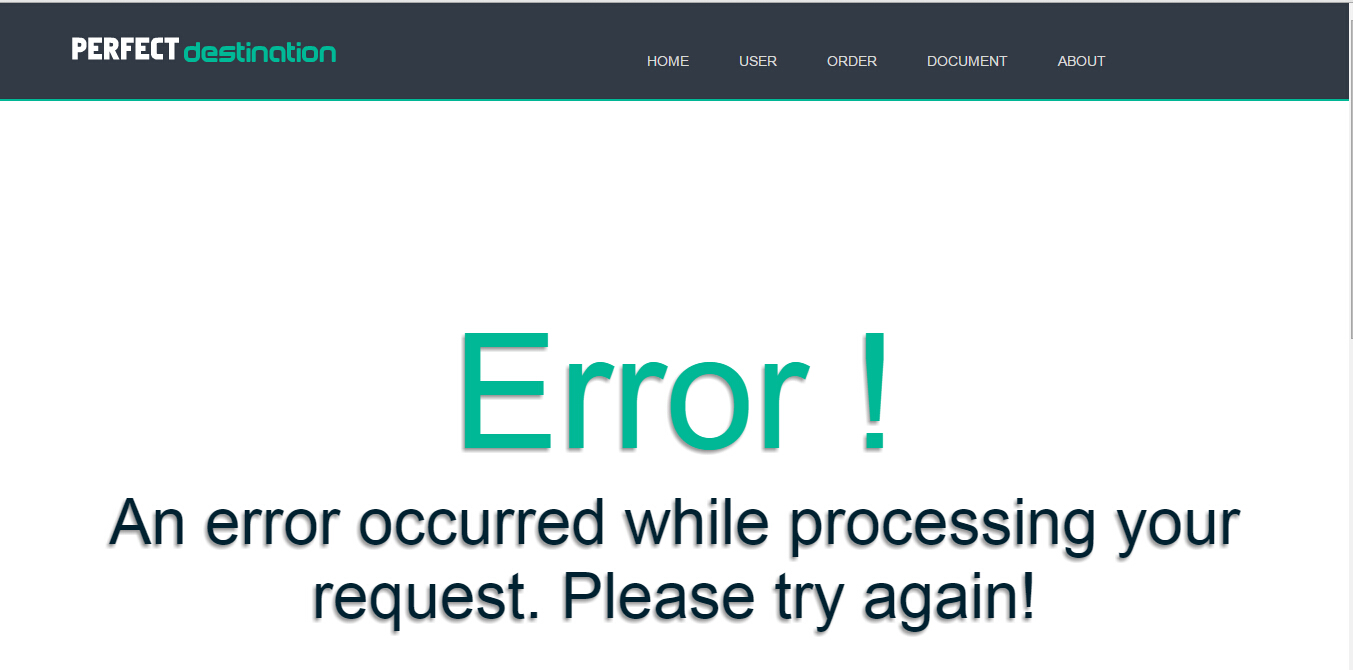 PERFECT destination
HOME USER ORDER DOCUMENT ABOUT
Error !
An error occurred while processing your
request. Please try again!